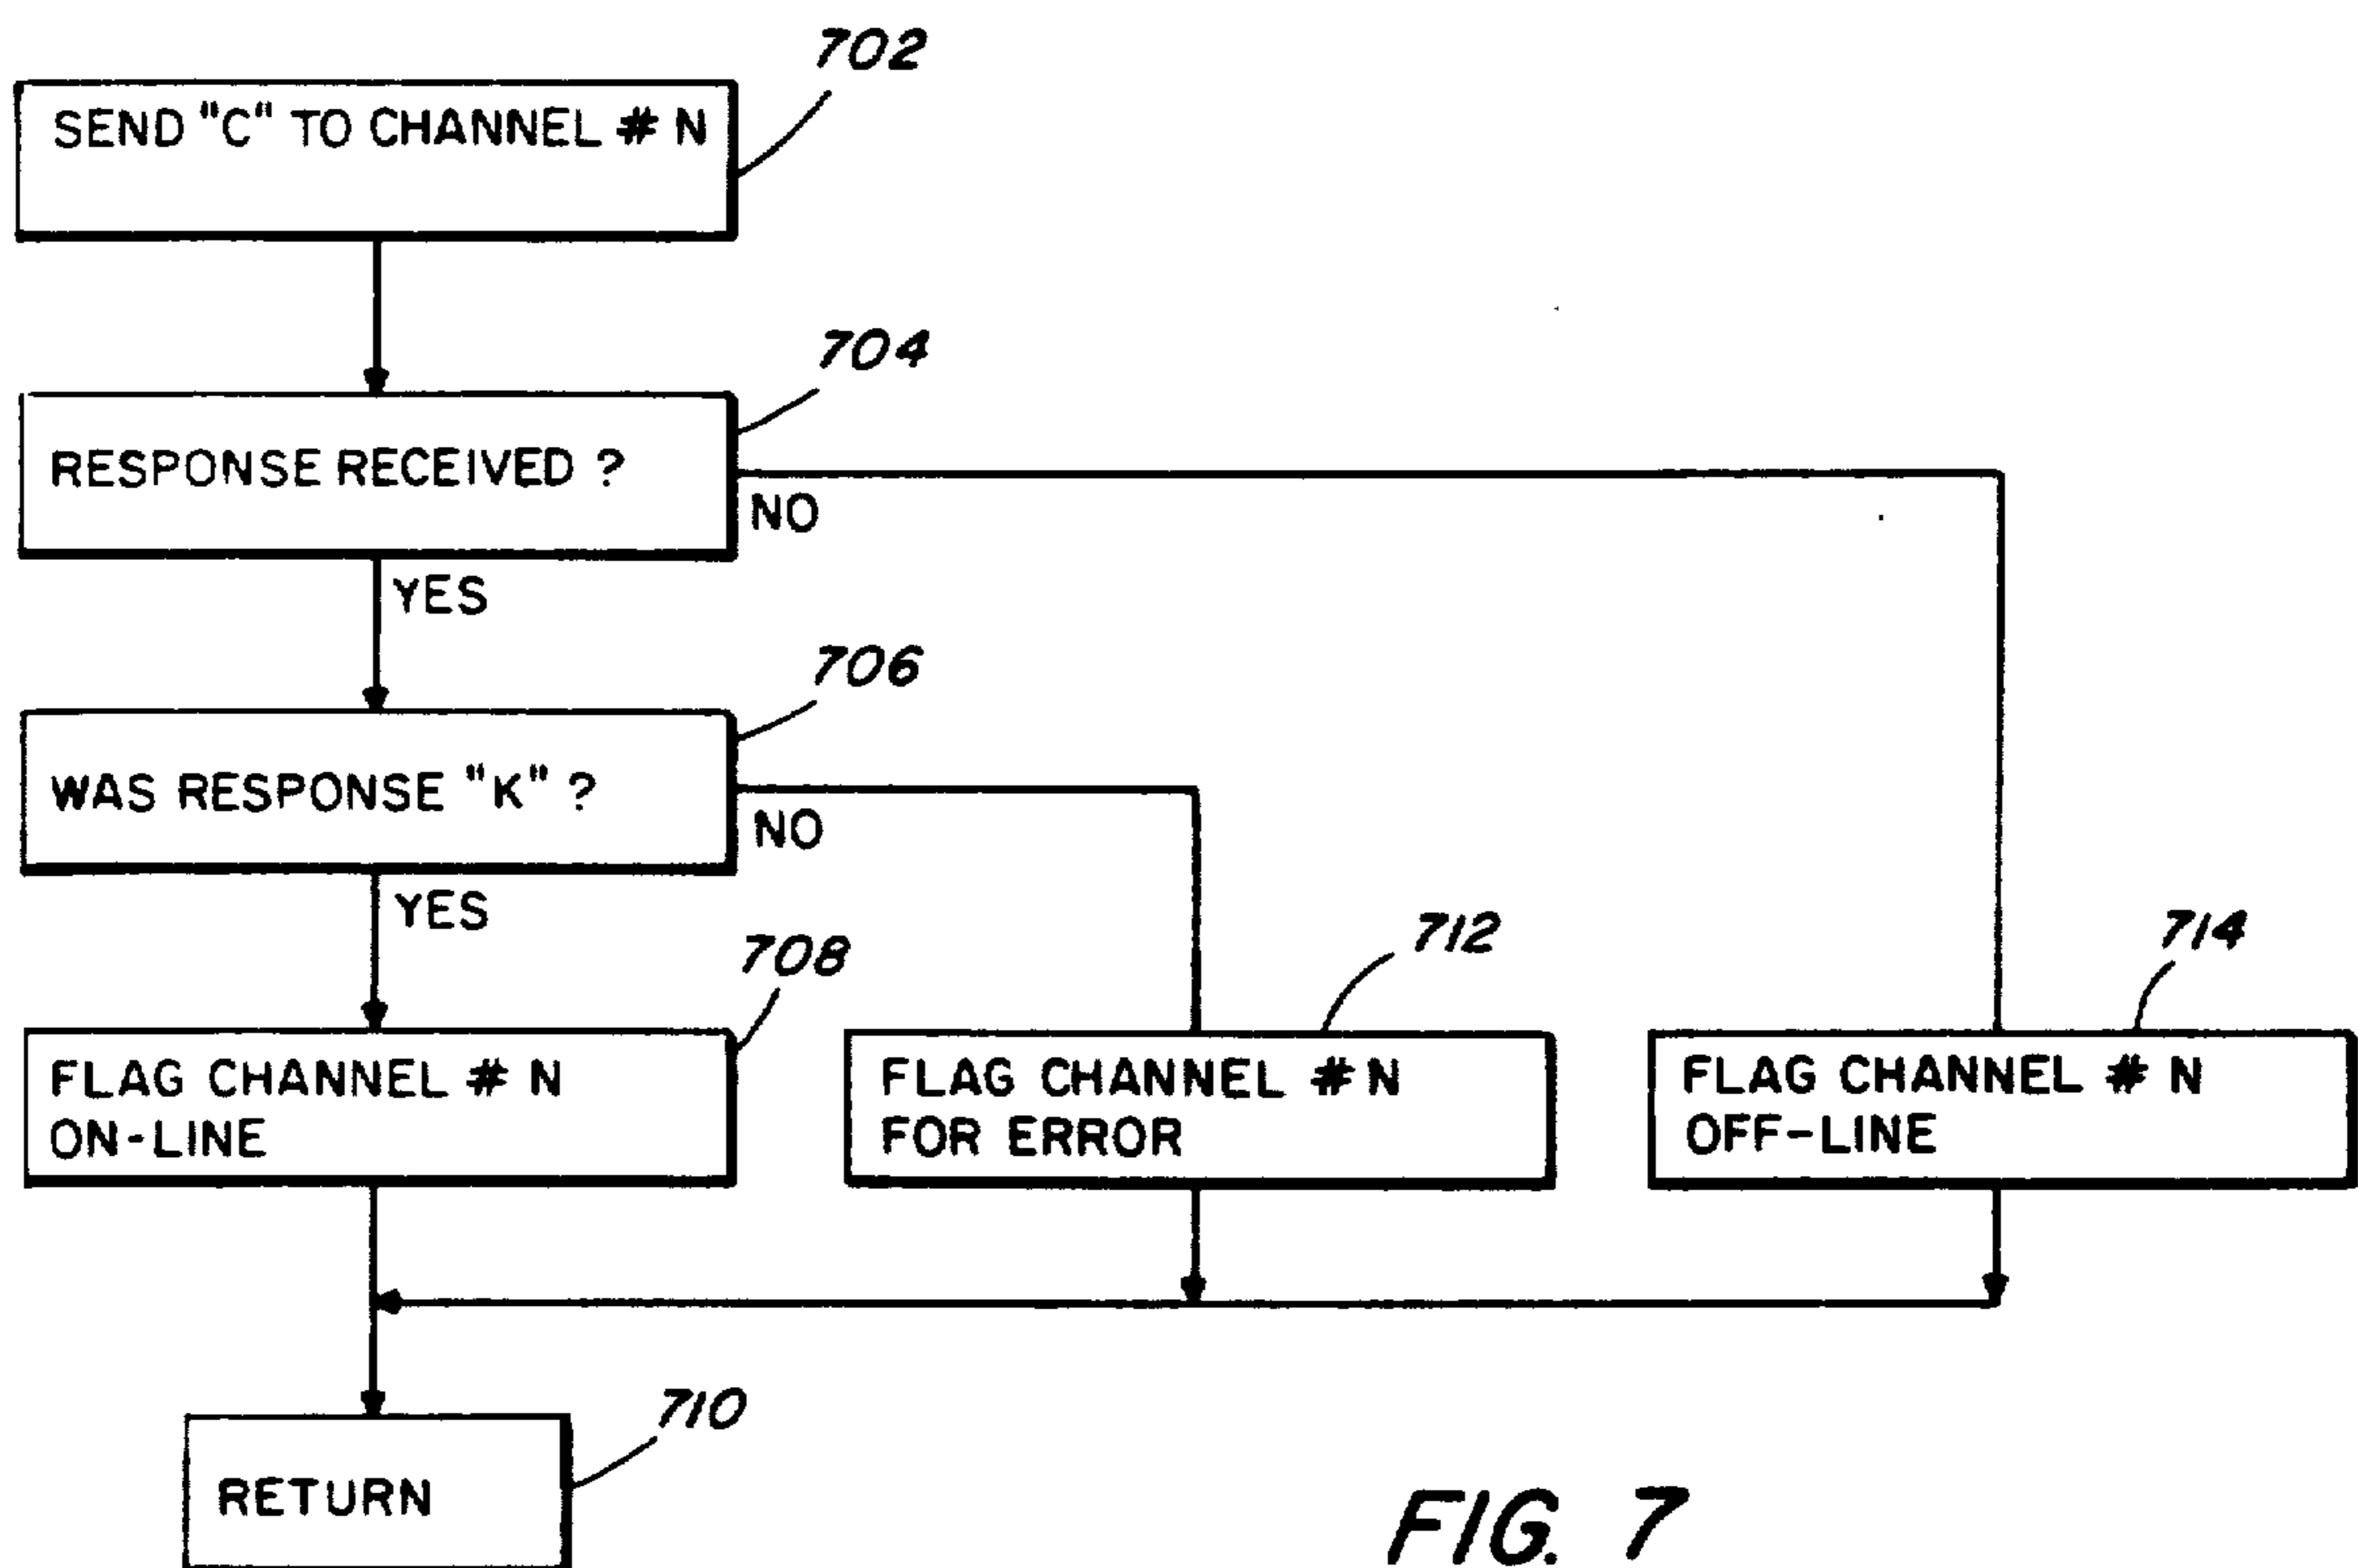 702
SEND "C" TO CHANNEL # N
704
RESPONSE RECEIVED ?
NO
YES
706
WAS RESPONSE "K" ?
NO
YES
708
712
714
FLAG CHANNEL # N
ON-LINE
FLAG CHANNEL # N
FOR ERROR
FLAG CHANNEL # N
OFF-LINE
710
RETURN
FIG. 7